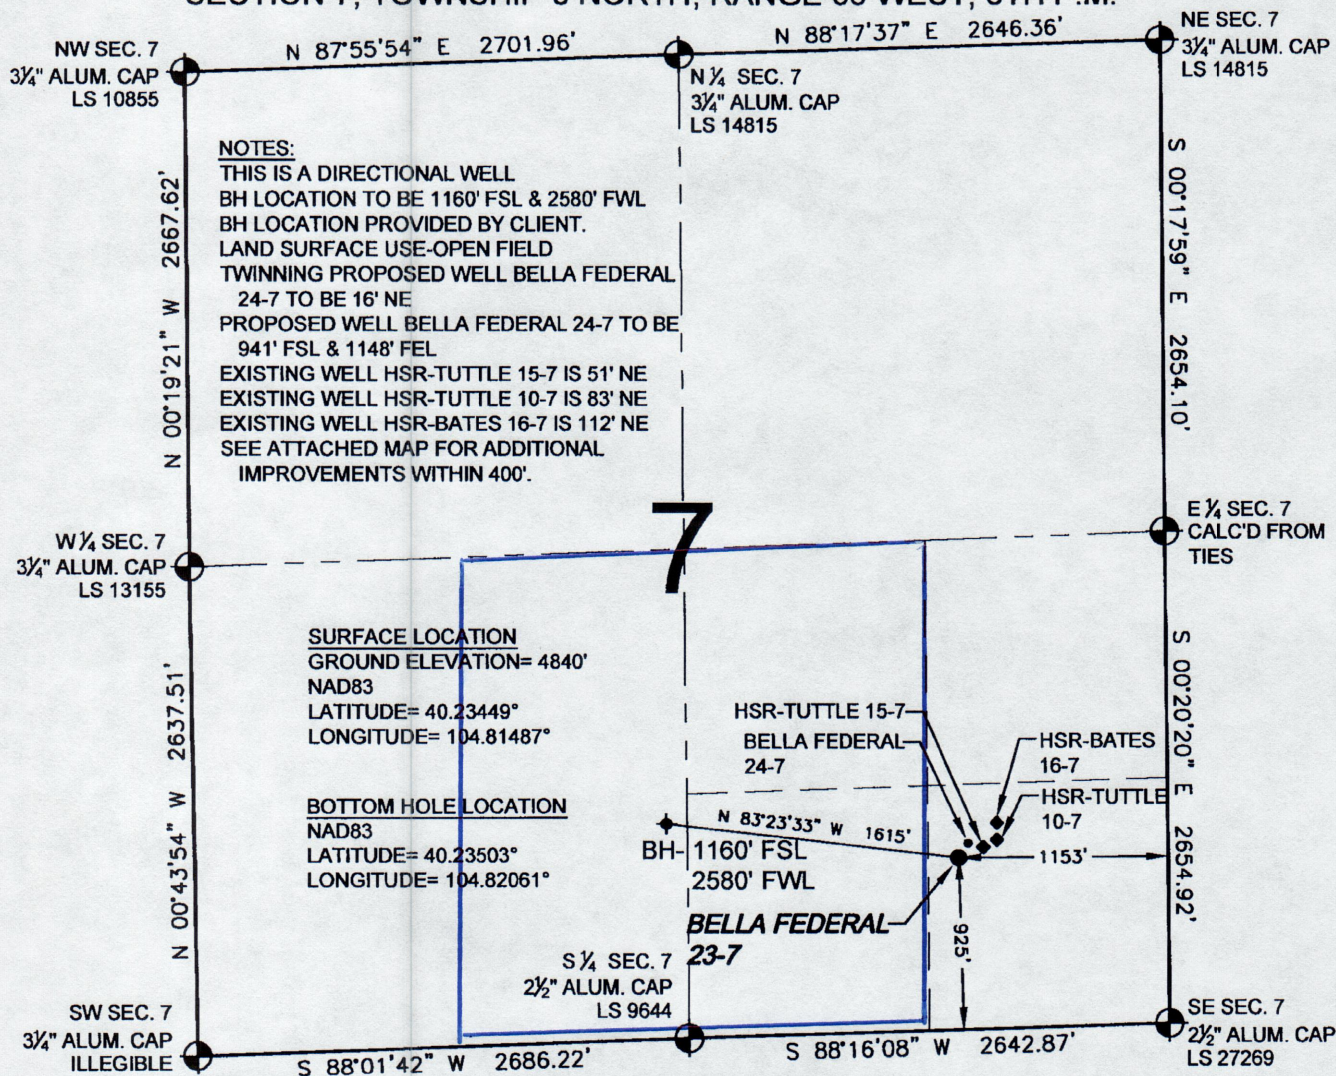 SECTION 7, TOWNSHIP
NORTH, RANGE
WEST, 6TH P.M.
N 87°55'54" E 2701.96'
N 88°17'37" E 2646.36'
NW SEC. 7
3¼" ALUM. CAP
LS 10855
N ¼ SEC. 7
3¼" ALUM. CAP
LS 14815
NE SEC. 7
3¼" ALUM. CAP
LS 14815
NOTES:
THIS IS A DIRECTIONAL WELL
BH LOCATION TO BE 1160' FSL & 2580' FWL
BH LOCATION PROVIDED BY CLIENT.
LAND SURFACE USE-OPEN FIELD
TWINNING PROPOSED WELL BELLA FEDERAL
24-7 TO BE 16' NE
PROPOSED WELL BELLA FEDERAL 24-7 TO BE
941' FSL & 1148' FEL
EXISTING WELL HSR-TUTTLE 15-7 IS 51' NE
EXISTING WELL HSR-TUTTLE 10-7 IS 83' NE
EXISTING WELL HSR-BATES 16-7 IS 112' NE
SEE ATTACHED MAP FOR ADDITIONAL
IMPROVEMENTS WITHIN 400'.
N 00°19'21" W 2667.62'
S 00°17'59" E 2654.10'
7
W ¼ SEC. 7
3¼" ALUM. CAP
LS 13155
E ¼ SEC. 7
CALC'D FROM
TIES
SURFACE LOCATION
GROUND ELEVATION= 4840'
NAD83
LATITUDE= 40.23449°
LONGITUDE= 104.81487°
BOTTOM HOLE LOCATION
NAD83
LATITUDE= 40.23503°
LONGITUDE= 104.82061°
HSR-TUTTLE 15-7
BELLA FEDERAL
24-7
HSR-BATES
16-7
HSR-TUTTLE
10-7
N 83°23'33" W 1615'
BH- 1160' FSL
2580' FWL
1153'
925'
BELLA FEDERAL
23-7
N 00°43'54" W 2637.51'
S 00°20'20" E 2654.92'
S ¼ SEC. 7
2½" ALUM. CAP
LS 9644
SW SEC. 7
3¼" ALUM. CAP
ILLEGIBLE
SE SEC. 7
2½" ALUM. CAP
LS 27269
S 88°01'42" W 2686.22'
S 88°16'08" W 2642.87'